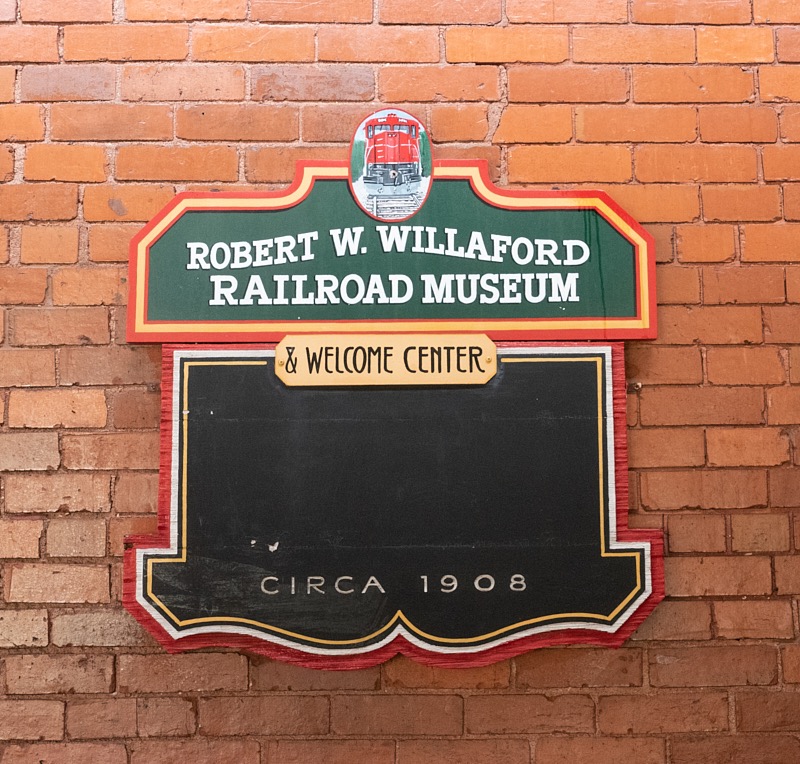 ROBERT W. WILLAFORD
RAILROAD MUSEUM
& WELCOME CENTER
CIRCA 1908